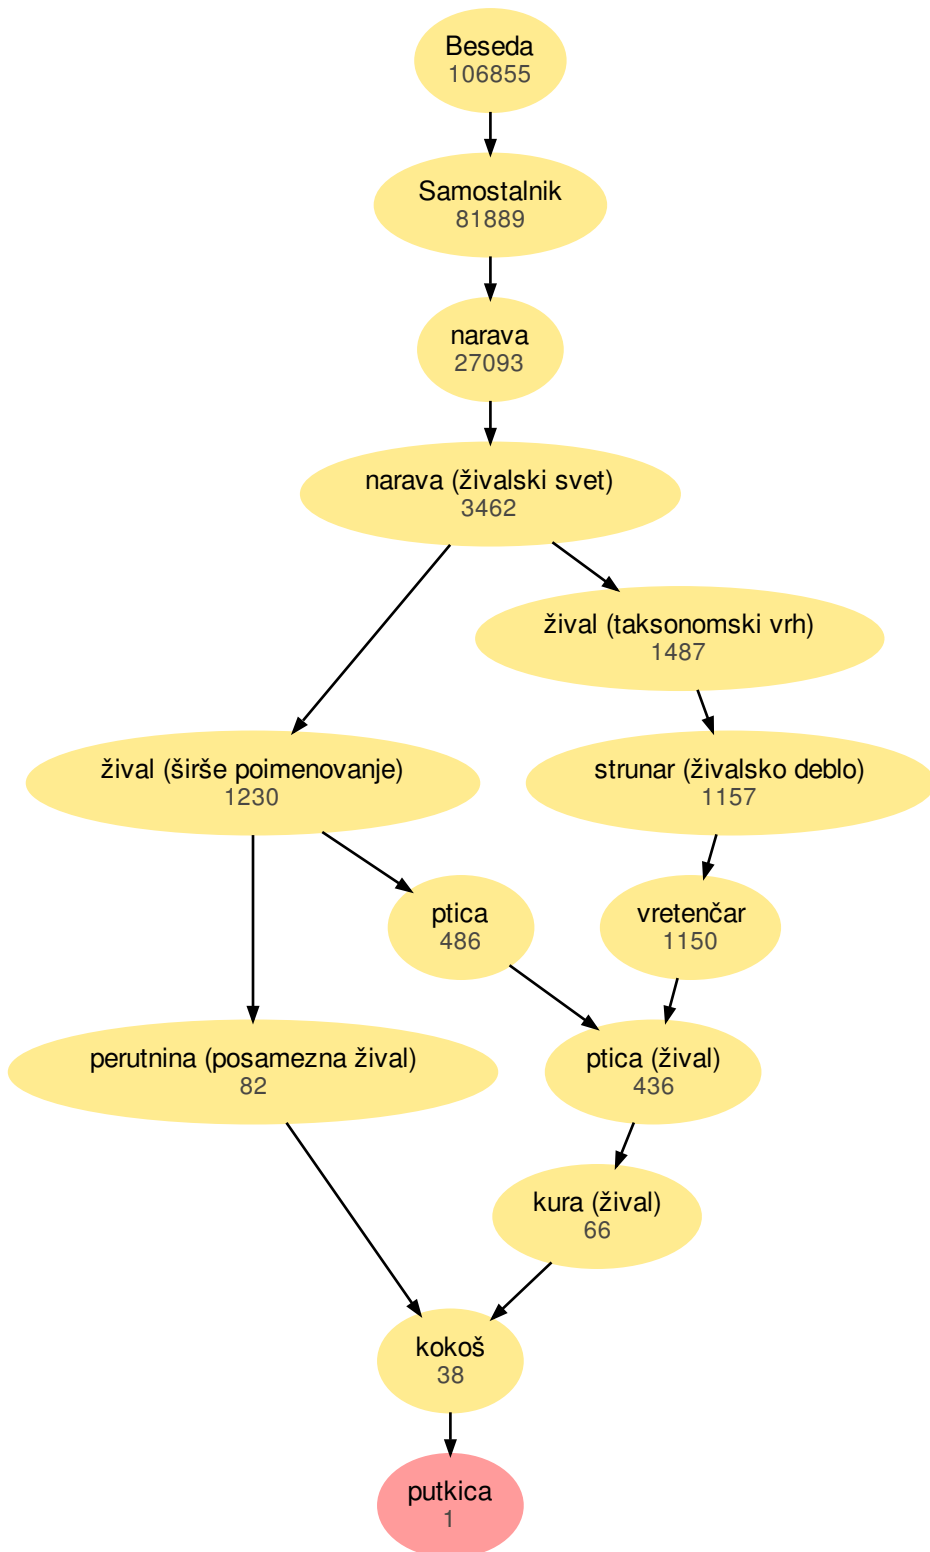 Beseda
106855
Samostalnik
81889
narava
27093
narava (živalski svet)
3462
žival (taksonomski vrh)
1487
žival (širše poimenovanje)
1230
strunar (živalsko deblo)
1157
ptica
486
vretenčar
1150
perutnina (posamezna žival)
82
ptica (žival)
436
kura (žival)
66
kokoš
38
putkica
1